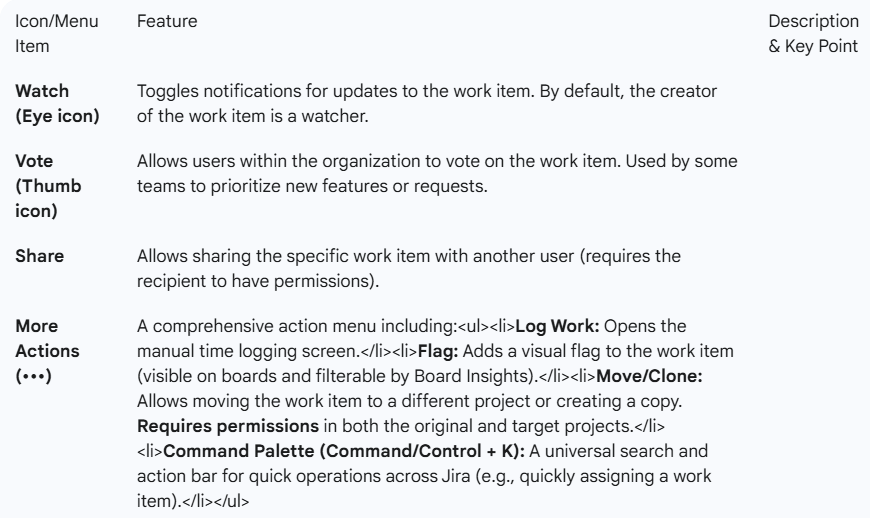 Icon/Menu Item
Feature
Description & Key Point
Watch (Eye icon)
Toggles notifications for updates to the work item. By default, the creator
of the work item is a watcher.
Vote (Thumb icon)
Allows users within the organization to vote on the work item. Used by some
teams to prioritize new features or requests.
Share
Allows sharing the specific work item with another user (requires the
recipient to have permissions).
More Actions (•••)
A comprehensive action menu including:<ul><li>Log Work: Opens the
manual time logging screen.</li><li>Flag: Adds a visual flag to the work item
(visible on boards and filterable by Board Insights).</li><li>Move/Clone:
Allows moving the work item to a different project or creating a copy.
Requires permissions in both the original and target projects.</li>
<li>Command Palette (Command/Control + K): A universal search and
action bar for quick operations across Jira (e.g., quickly assigning a work
item).</li></ul>